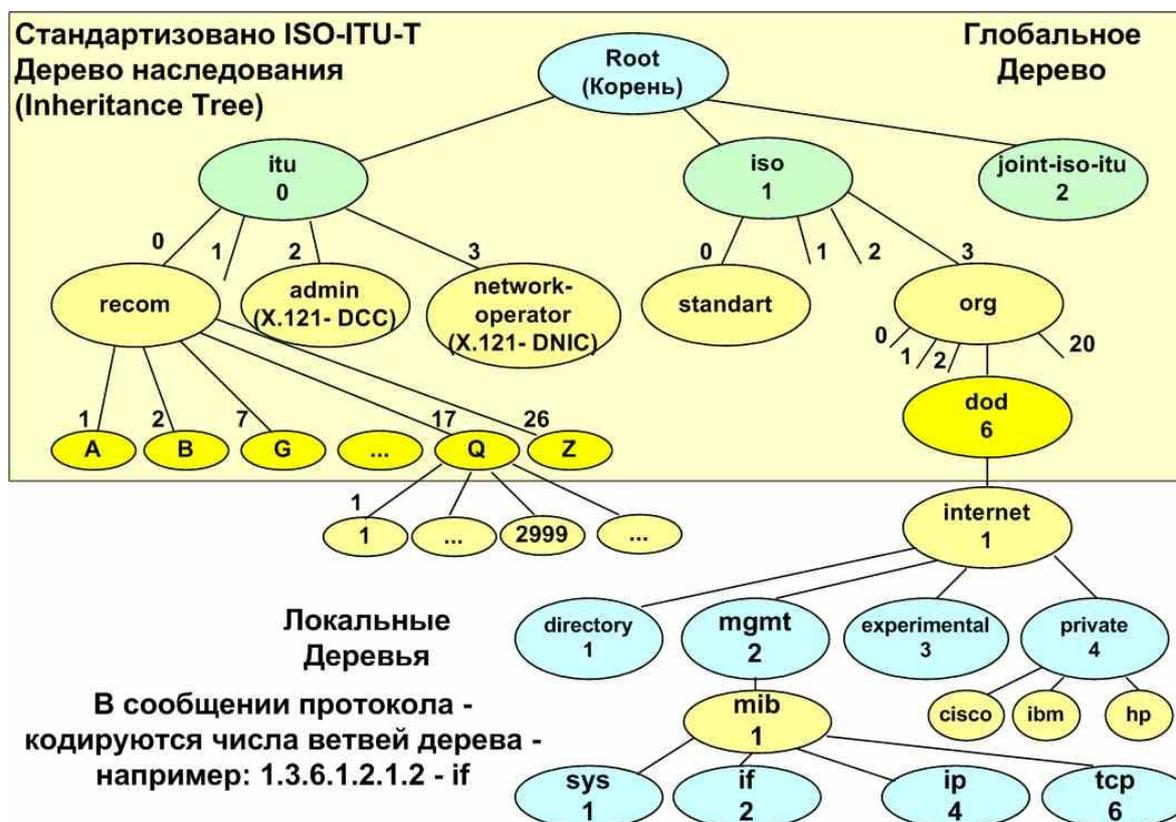 Стандартизовано ISO-ITU-T
Дерево наследования
(Inheritance Tree)
Глобальное
Дерево
Root
(Корень)
itu
0
iso
1
joint-iso-itu
2
0
1
2
3
0
1
2
3
recom
admin
(X.121- DCC)
network-
operator
(X.121- DNIC)
standart
org
0
1
2
20
dod
6
1
2
7
17
26
A
B
G
...
Q
Z
1
1
...
2999
...
internet
1
Локальные
Деревья
directory
1
mgmt
2
experimental
3
private
4
cisco
ibm
hp
mib
1
В сообщении протокола -
кодируются числа ветвей дерева -
например: 1.3.6.1.2.1.2 - if
sys
1
if
2
ip
4
tcp
6